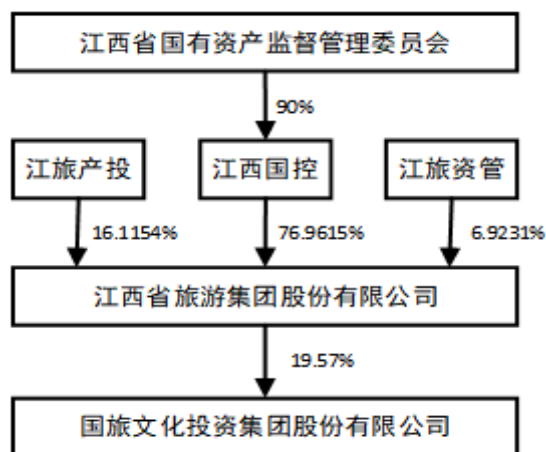 江西省国有资产监督管理委员会
90%
江旅产投
江西国控
江旅资管
16.1154%
76.9615%
6.9231%
江西省旅游集团股份有限公司
19.57%
国旅文化投资集团股份有限公司